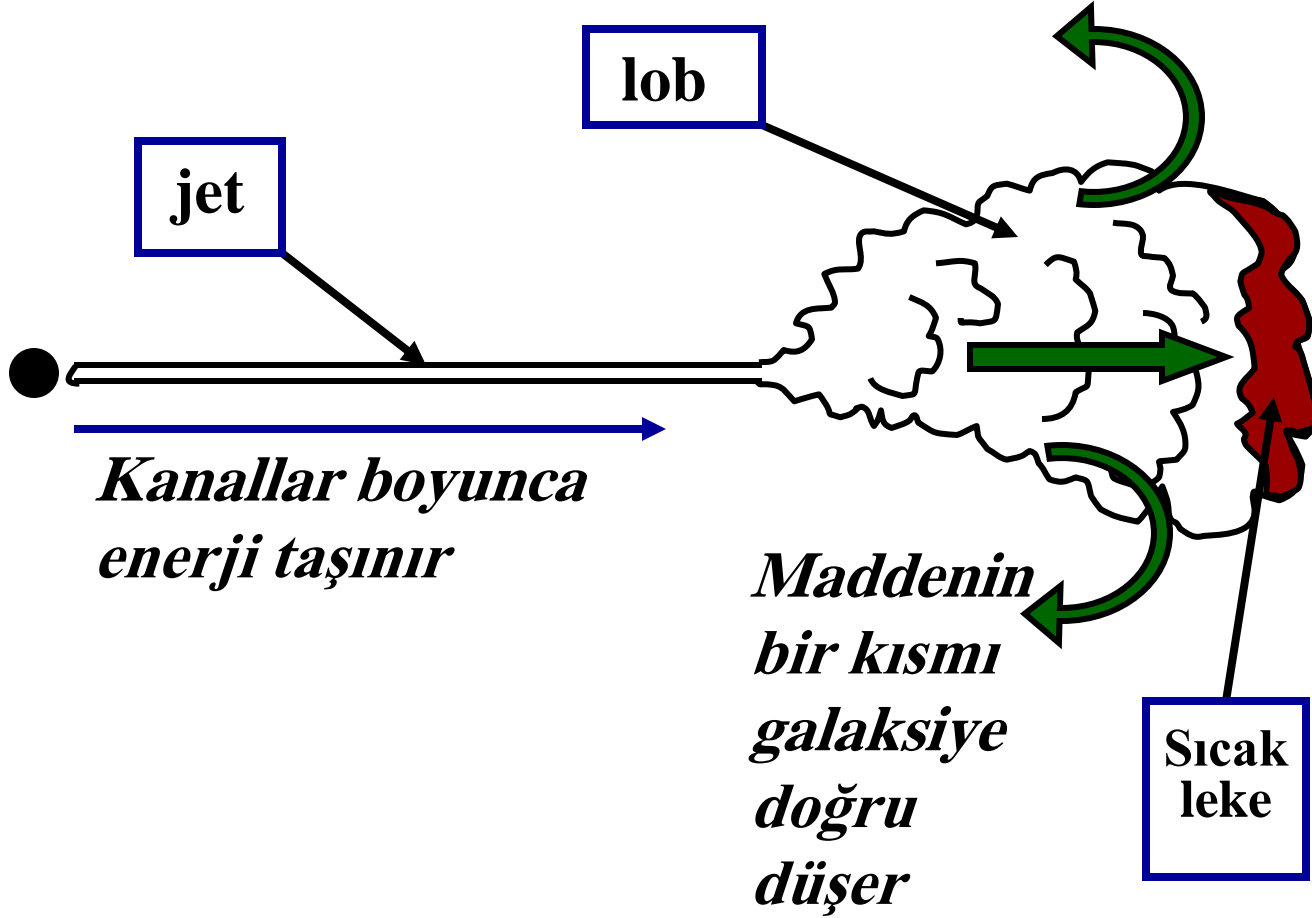 lob
jet
Kanallar boyunca
enerji taşınır
Maddenin
bir kısmı
galaksiye
doğru
düşer
Sıcak
leke